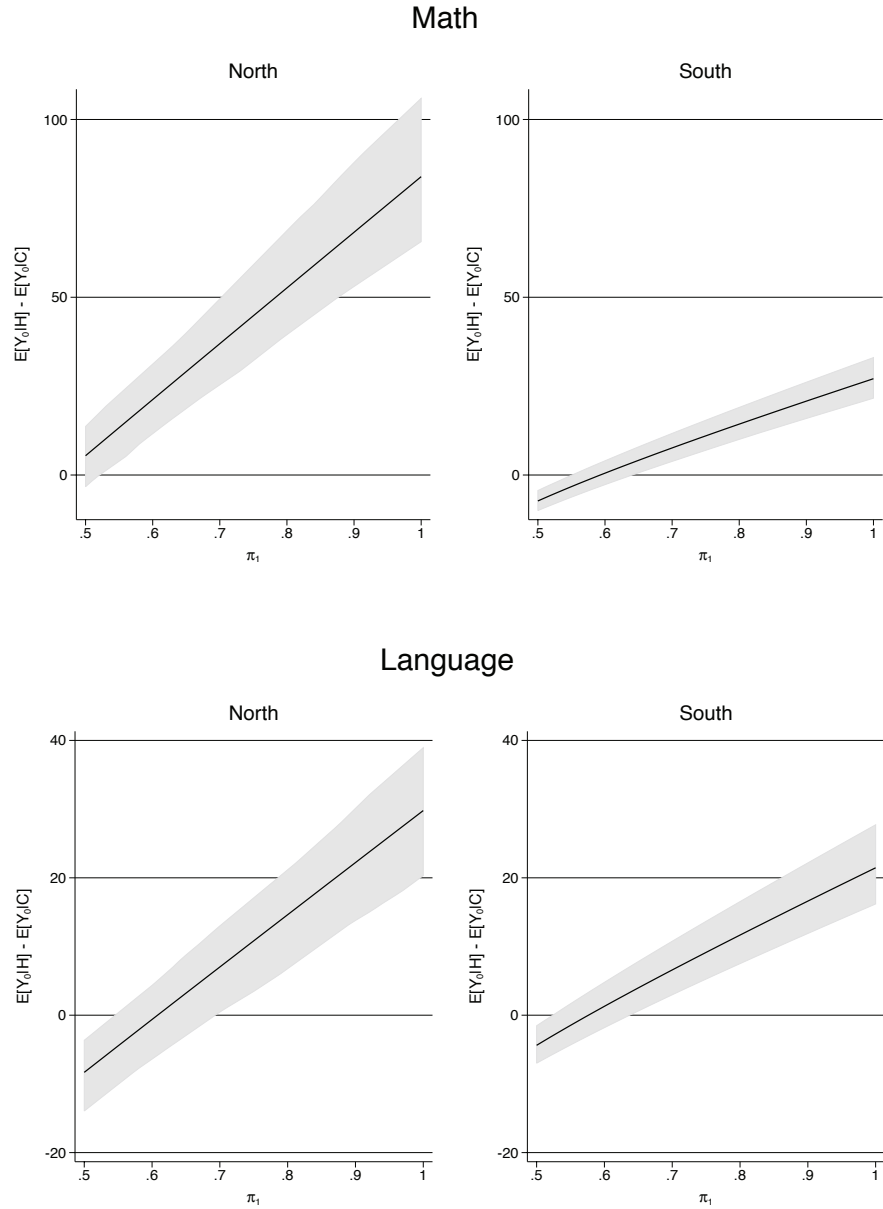 Math
North
South
100
50
0
100
50
0
E[Y₀|H] - E[Y₀|C]
E[Y₀|H] - E[Y₀|C]
.5 .6 .7 .8 .9 1
.5 .6 .7 .8 .9 1
π₁
π₁
Language
North
South
40
20
0
-20
40
20
0
-20
E[Y₀|H] - E[Y₀|C]
E[Y₀|H] - E[Y₀|C]
.5 .6 .7 .8 .9 1
.5 .6 .7 .8 .9 1
π₁
π₁